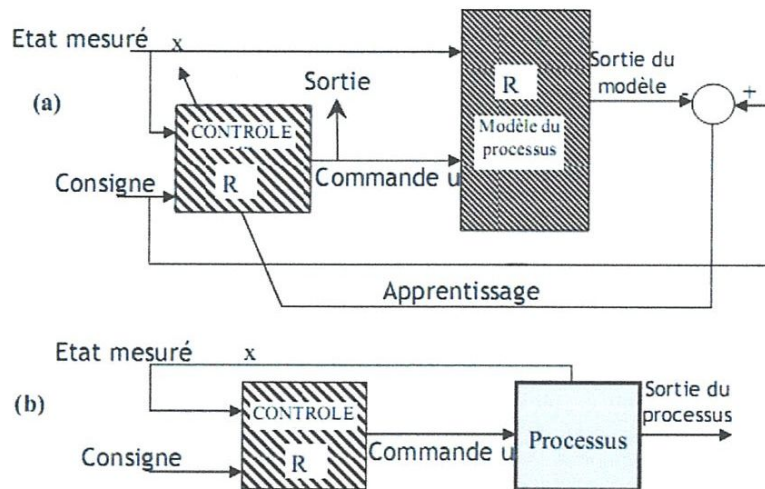 Etat mesuré x
(a)
Sortie
CONTROLE
R
Consigne
Commande u
R
Modèle du
processus
Sortie du
modèle
-
+
Apprentissage
Etat mesuré x
(b)
CONTROLE
R
Consigne
Commande u
Processus
Sortie du
processus